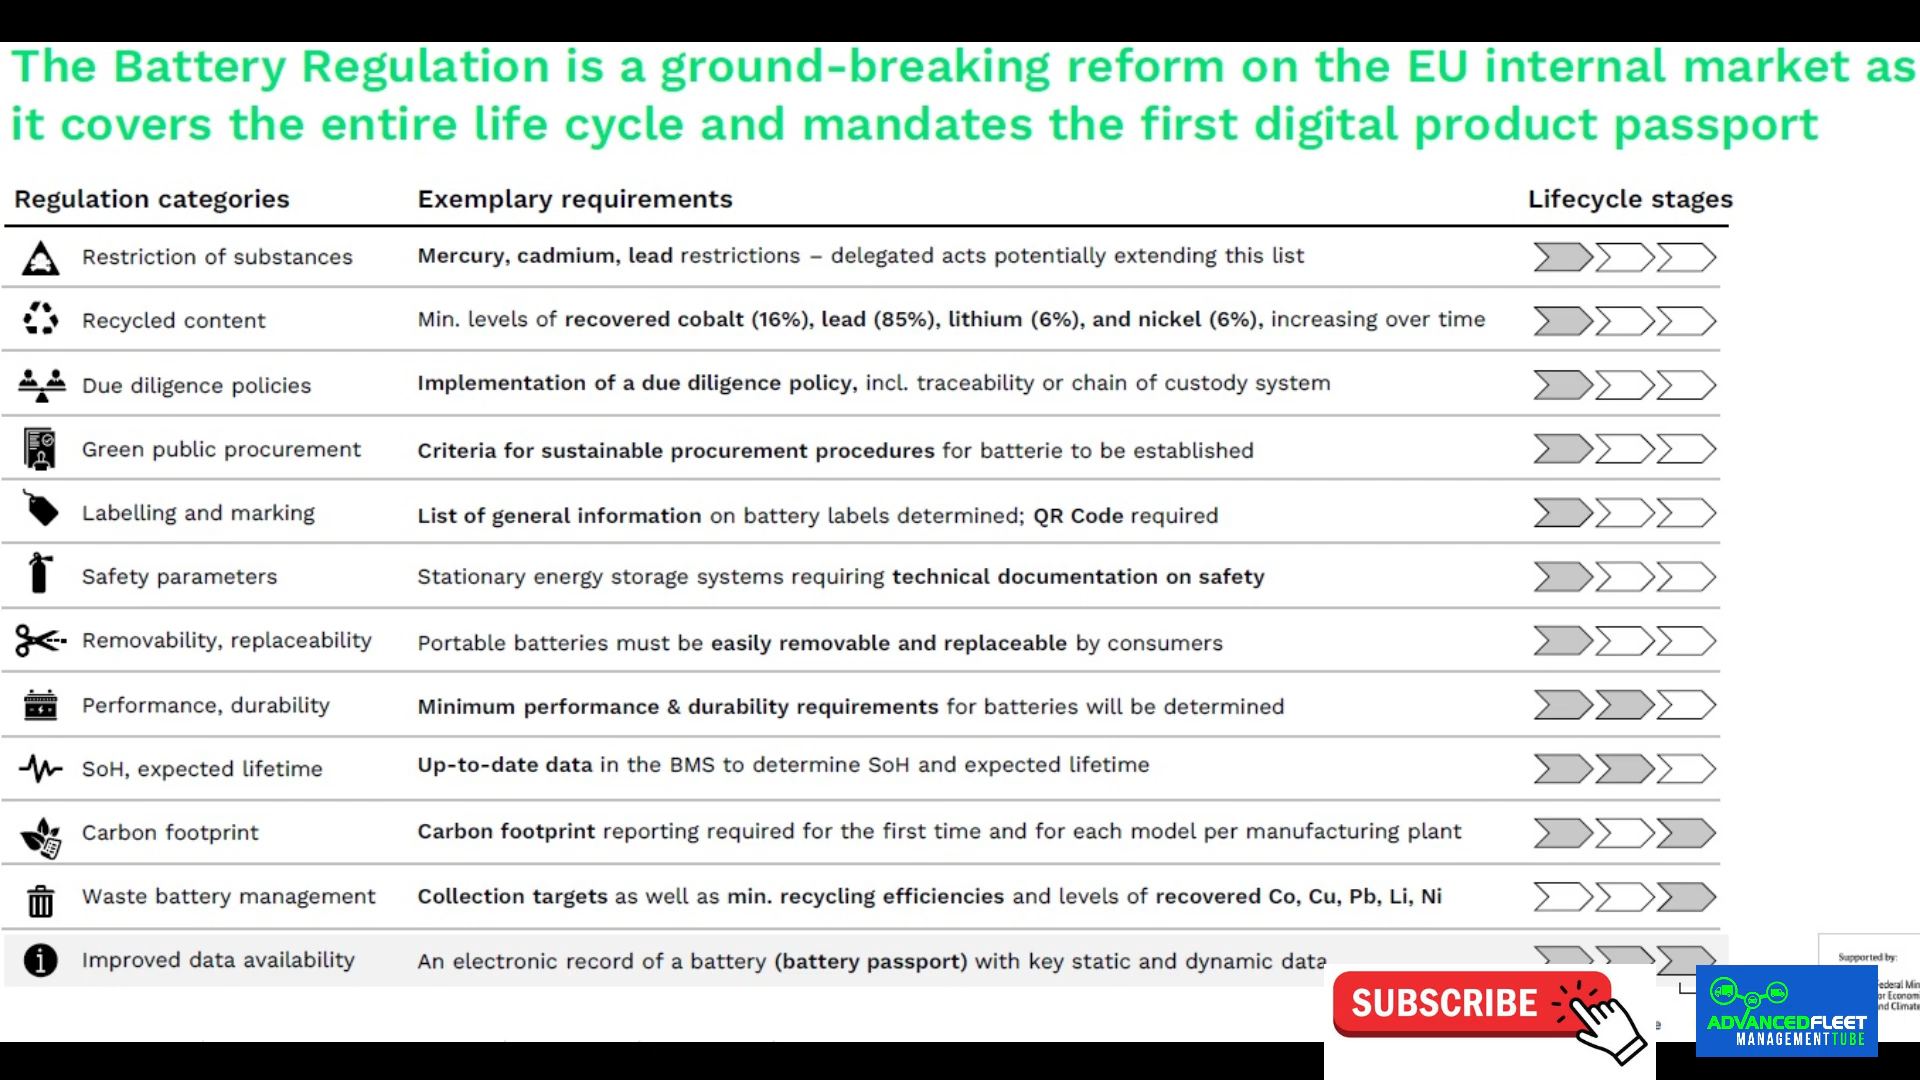 The Battery Regulation is a ground-breaking reform on the EU internal market as
it covers the entire life cycle and mandates the first digital product passport
Regulation categories Exemplary requirements Lifecycle stages
Restriction of substances Mercury, cadmium, lead restrictions – delegated acts potentially extending this list
Recycled content Min. levels of recovered cobalt (16%), lead (85%), lithium (6%), and nickel (6%), increasing over time
Due diligence policies Implementation of a due diligence policy, incl. traceability or chain of custody system
Green public procurement Criteria for sustainable procurement procedures for batterie to be established
Labelling and marking List of general information on battery labels determined; QR Code required
Safety parameters Stationary energy storage systems requiring technical documentation on safety
Removability, replaceability Portable batteries must be easily removable and replaceable by consumers
Performance, durability Minimum performance & durability requirements for batteries will be determined
SoH, expected lifetime Up-to-date data in the BMS to determine SoH and expected lifetime
Carbon footprint Carbon footprint reporting required for the first time and for each model per manufacturing plant
Waste battery management Collection targets as well as min. recycling efficiencies and levels of recovered Co, Cu, Pb, Li, Ni
Improved data availability An electronic record of a battery (battery passport) with key static and dynamic data
Supported by:
SUBSCRIBE
ADVANCEDFLEET
MANAGEMENTTUBE